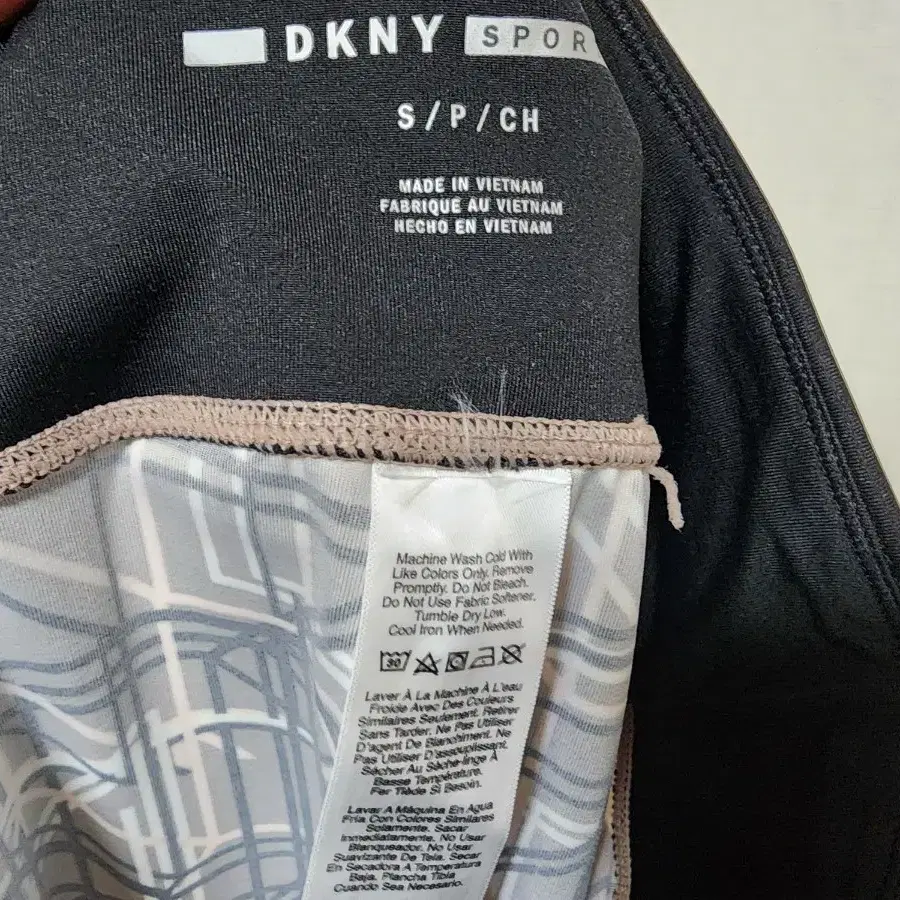 DKNY SPOR
S/P/CH
MADE IN VIETNAM
FABRIQUE AU VIETNAM
HECHO EN VIETNAM
Machine Wash Cold With
Like Colors Only. Remove
Promptly. Do Not Bleach.
Do Not Use Fabric Softener.
Tumble Dry Low.
Cool Iron When Needed.
30
Laver À La Machine À L'eau
Froide Avec Des Couleurs
Similaires Seulement. Retirer
Sans Tarder. Ne Pas Utiliser
D'agent De Blanchiment. Ne
Pas Utiliser D'assouplissant.
Sécher Au Sèche-linge À
Basse Température.
Fer Tiède Si Besoin.
Lavar A Máquina En Agua
Fria Con Colores Similares
Solamente. Sacar
Inmediatamente. No Usar
Blanqueador. No Usar
Suavizante De Tela. Secar
En Secadora A Temperatura
Baja. Plancha Tibia
Cuando Sea Necesario.